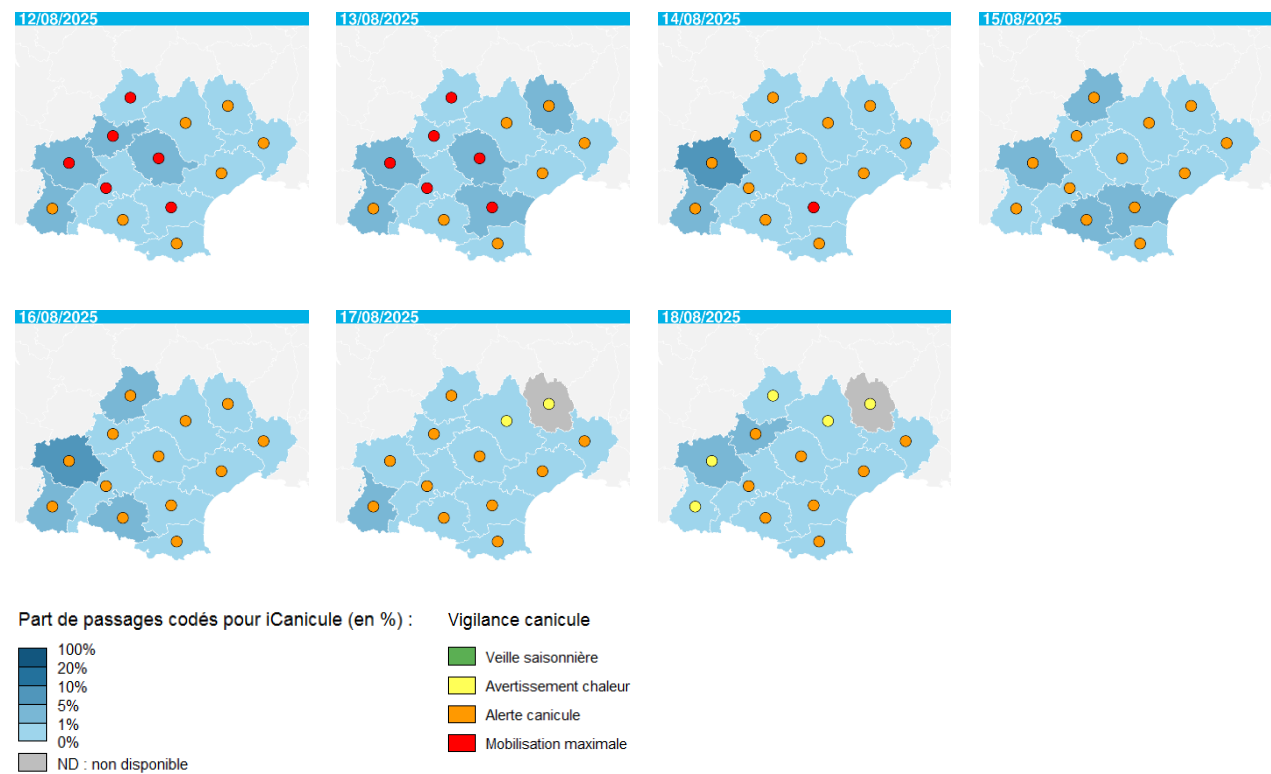 12/08/2025
13/08/2025
14/08/2025
15/08/2025
16/08/2025
17/08/2025
18/08/2025
Part de passages codés pour iCanicule (en %) :
100%
20%
10%
5%
1%
0%
ND : non disponible
Vigilance canicule
Veille saisonnière
Avertissement chaleur
Alerte canicule
Mobilisation maximale